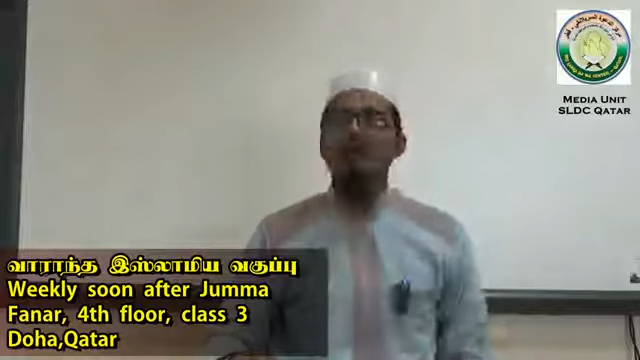 MEDIA UNIT
SLDC QATAR
வாராந்த இஸ்லாமிய வகுப்பு
Weekly soon after Jumma
Fanar, 4th floor, class 3
Doha,Qatar